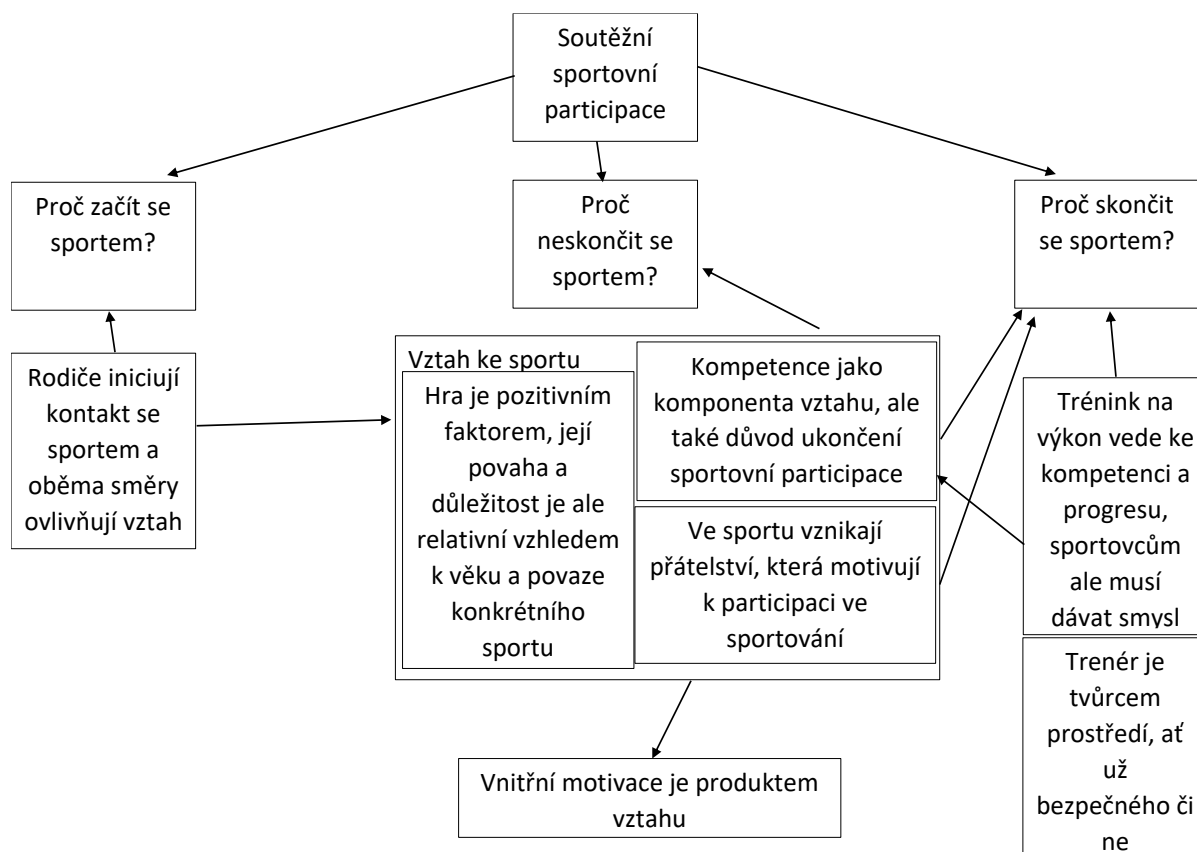 Soutěžní
sportovní
participace
Proč začít se
sportem?
Proč
neskončit se
sportem?
Proč skončit
se sportem?
Rodiče iniciují
kontakt se
sportem a
oběma směry
ovlivňují vztah
Vztah ke sportu
Hra je pozitivním
faktorem, její
povaha a
důležitost je ale
relativní vzhledem
k věku a povaze
konkrétního
sportu
Kompetence jako
komponenta vztahu, ale
také důvod ukončení
sportovní participace
Ve sportu vznikají
přátelství, která motivují
k participaci ve
sportování
Trénink na
výkon vede ke
kompetenci a
progresu,
sportovcům
ale musí
dávat smysl
Trenér je
tvůrcem
prostředí, ať
už
bezpečného či
ne
Vnitřní motivace je produktem
vztahu